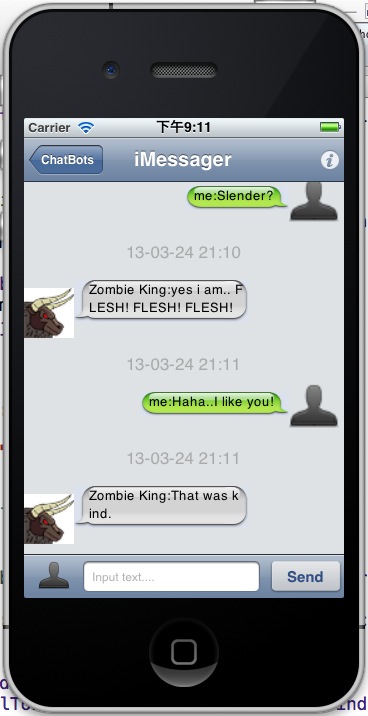 Carrier
下午9:11
ChatBots
iMessager
me:Slender?
13-03-24 21:10
Zombie King:yes i am.. F
LESH! FLESH! FLESH!
13-03-24 21:11
me:Haha..I like you!
13-03-24 21:11
Zombie King:That was k
ind.
Input text....
Send